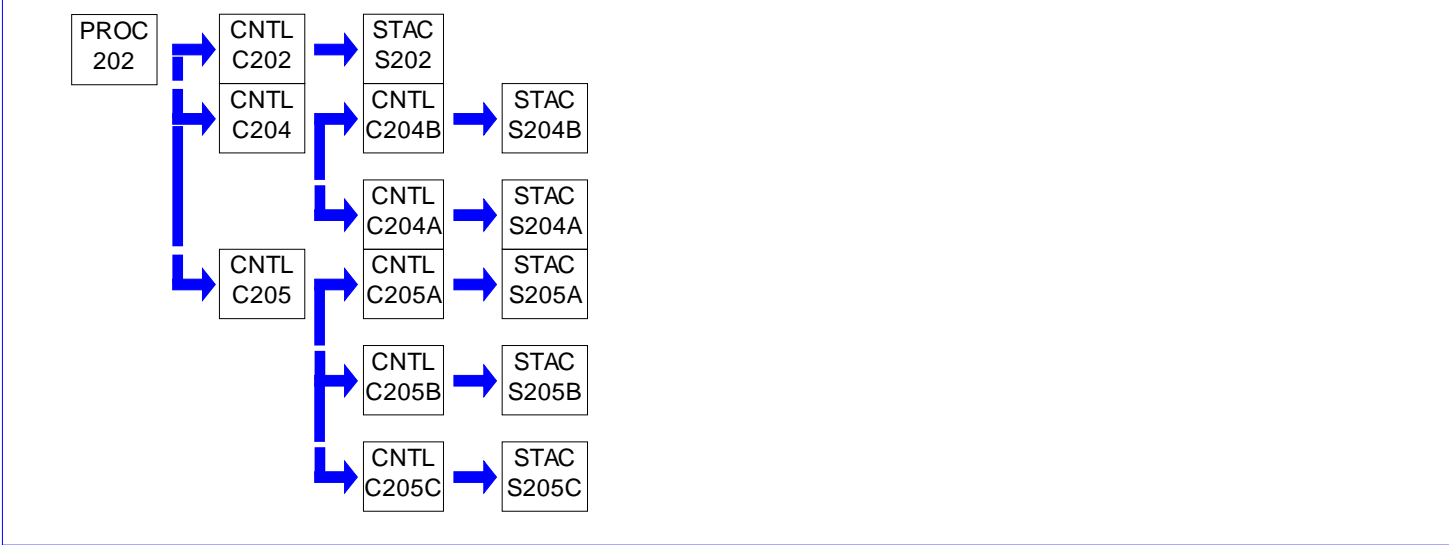 PROC
202
CNTL
C202
STAC
S202
CNTL
C204
CNTL
C204B
STAC
S204B
CNTL
C204A
STAC
S204A
CNTL
C205
CNTL
C205A
STAC
S205A
CNTL
C205B
STAC
S205B
CNTL
C205C
STAC
S205C